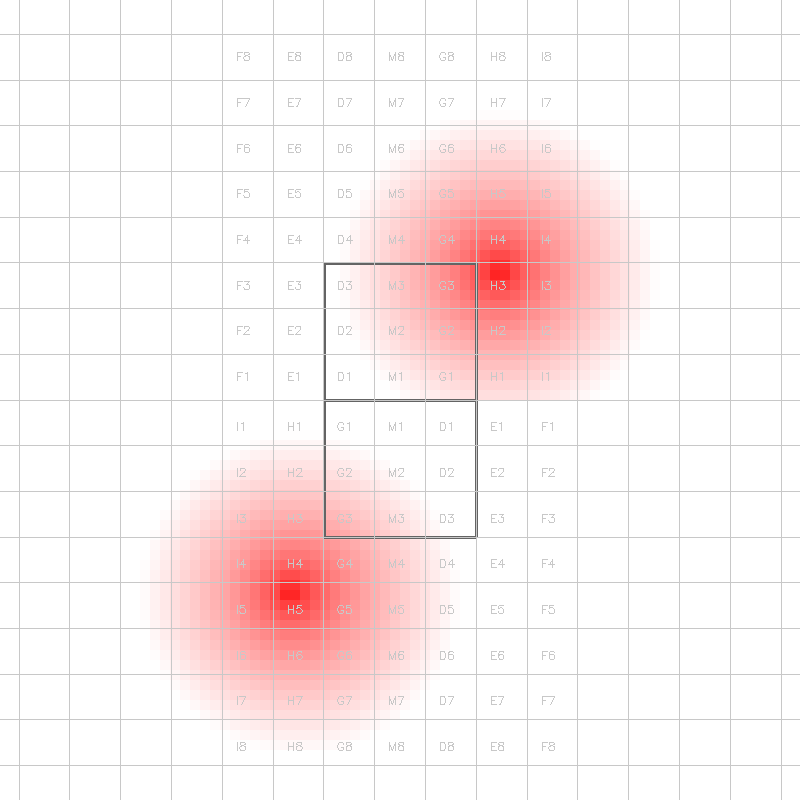 F8 E8 D8 M8 G8 H8 I8
F7 E7 D7 M7 G7 H7 I7
F6 E6 D6 M6 G6 H6 I6
F5 E5 D5 M5 G5 I5
F4 E4 D4 M4 G4 H4 I4
F3 E3 D3 M3 G3 H3 I3
F2 E2 D2 M2 G2 H2 I2
F1 E1 D1 M1 G1 H1 I1
I1 H1 G1 M1 D1 E1 F1
I2 H2 G2 M2 D2 E2 F2
I3 H3 G3 M3 D3 E3 F3
I4 H4 G4 M4 D4 E4 F4
I5 H5 G5 M5 D5 E5 F5
H6 M6 D6 E6 F6
I7 H7 G7 M7 D7 E7 F7
I8 H8 G8 M8 D8 E8 F8